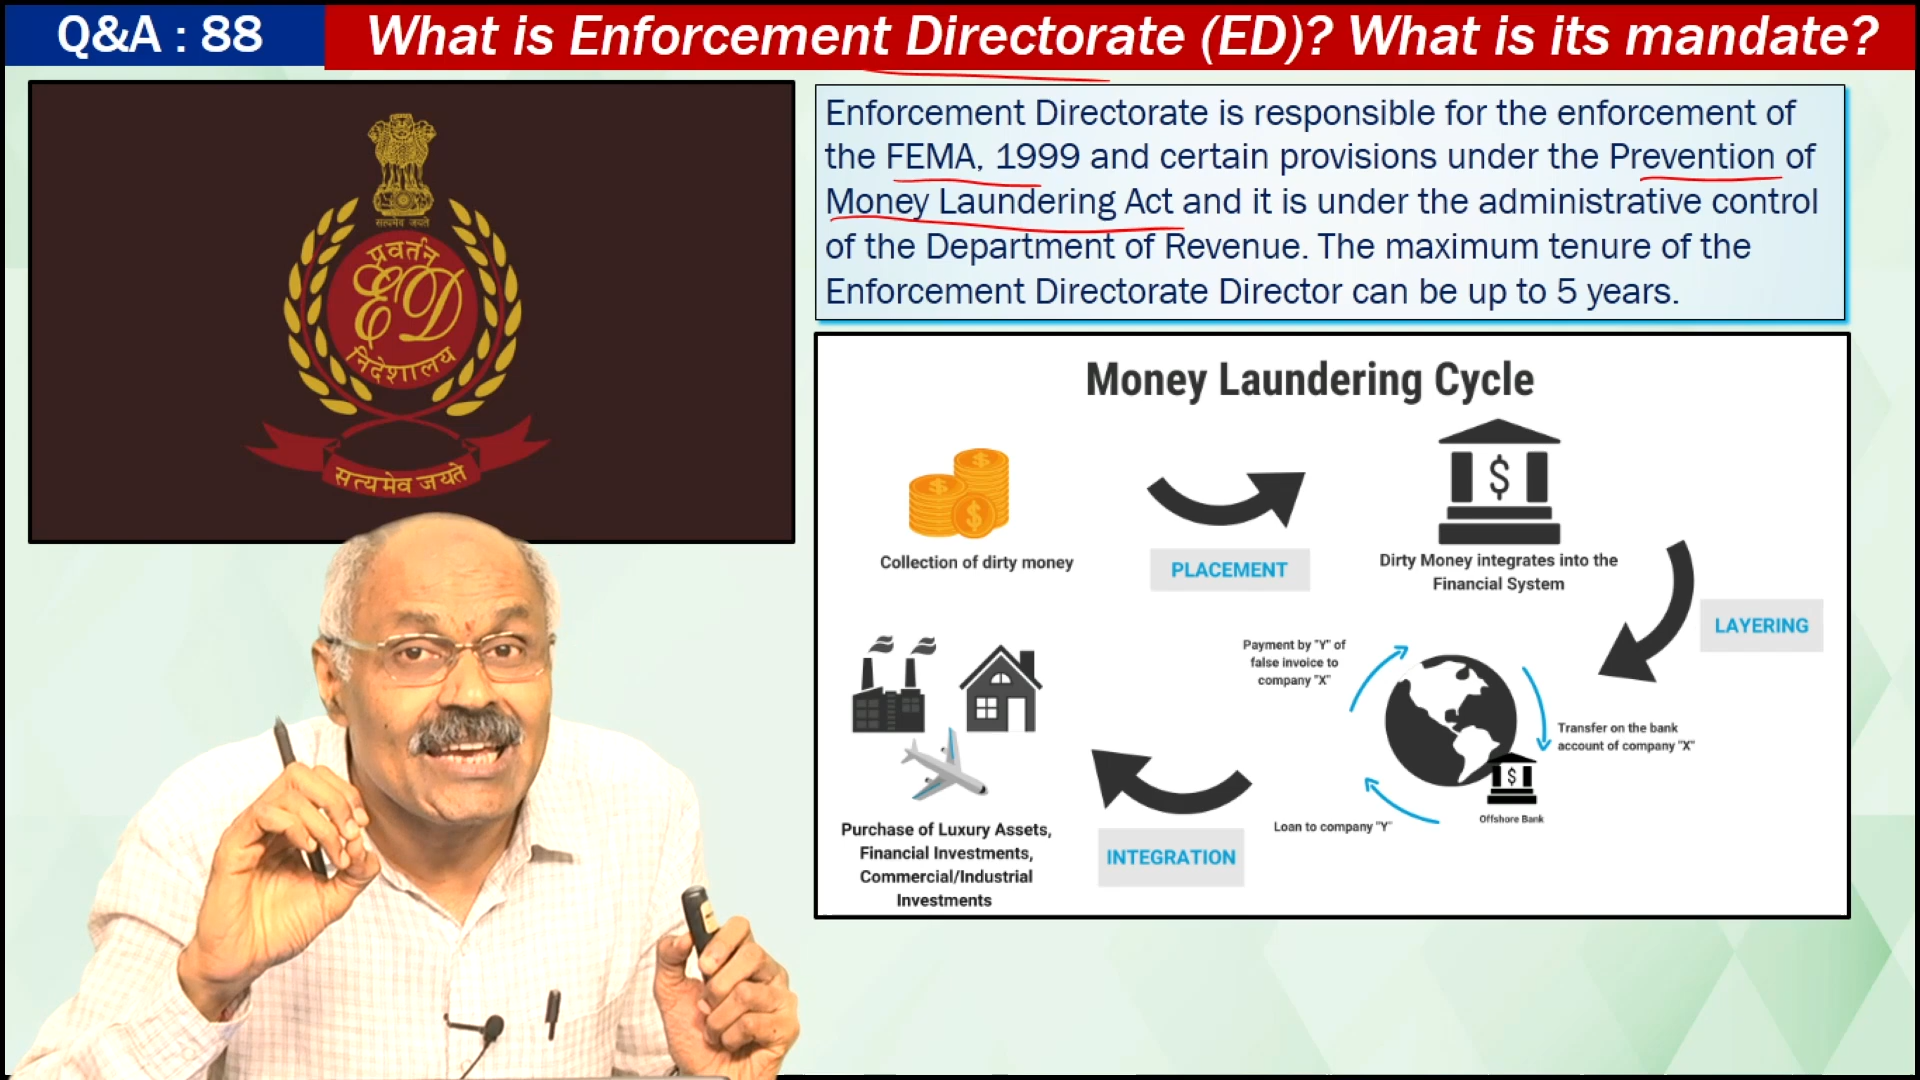 Q&A : 88
What is Enforcement Directorate (ED)? What is its mandate?
सत्यमेव जयते
प्रवर्तन
ED
निदेशालय
सत्यमेव जयते
Enforcement Directorate is responsible for the enforcement of
the FEMA, 1999 and certain provisions under the Prevention of
Money Laundering Act and it is under the administrative control
of the Department of Revenue. The maximum tenure of the
Enforcement Directorate Director can be up to 5 years.
Money Laundering Cycle
$
$
$
$
Collection of dirty money
PLACEMENT
Dirty Money integrates into the
Financial System
LAYERING
Payment by "Y" of
false invoice to
company "X"
Transfer on the bank
account of company "X"
$
Offshore Bank
Loan to company "Y"
INTEGRATION
Purchase of Luxury Assets,
Financial Investments,
Commercial/Industrial
Investments